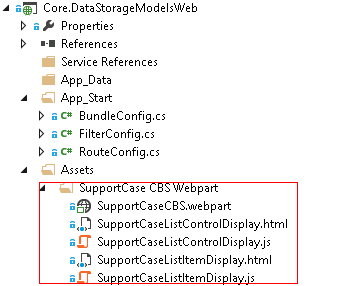 Core.DataStorageModelsWeb
Properties
References
Service References
App_Data
App_Start
BundleConfig.cs
FilterConfig.cs
RouteConfig.cs
Assets
SupportCase CBS Webpart
SupportCaseCBS.webpart
SupportCaseListControlDisplay.html
SupportCaseListControlDisplay.js
SupportCaseListItemDisplay.html
SupportCaseListItemDisplay.js